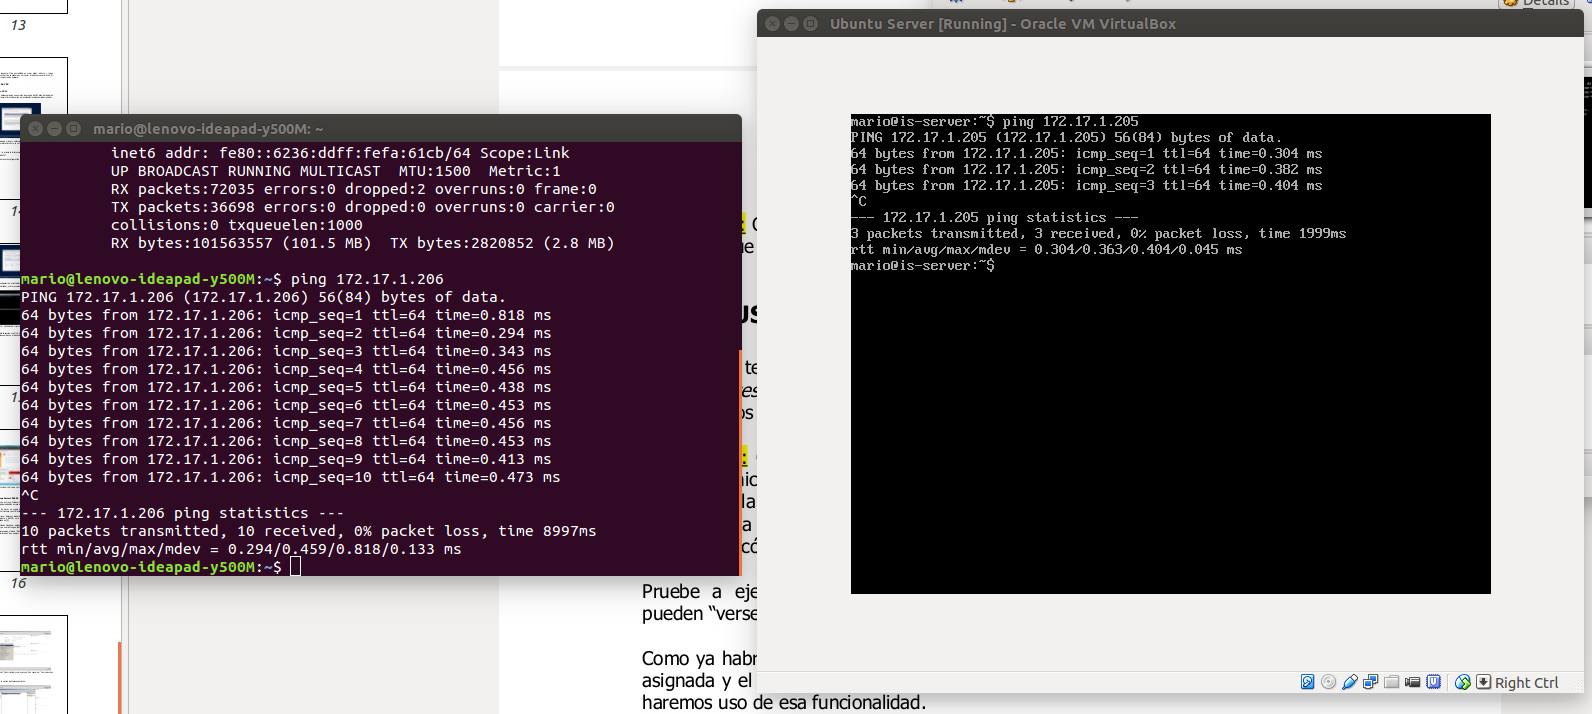 13
Details
Ubuntu Server [Running] - Oracle VM VirtualBox
mario@lenovo-ideapad-y500M: ~
inet6 addr: fe80::6236:ddff:fefa:61cb/64 Scope:Link
UP BROADCAST RUNNING MULTICAST  MTU:1500  Metric:1
RX packets:72035 errors:0 dropped:2 overruns:0 frame:0
TX packets:36698 errors:0 dropped:0 overruns:0 carrier:0
collisions:0 txqueuelen:1000
RX bytes:101563557 (101.5 MB)  TX bytes:2820852 (2.8 MB)
mario@lenovo-ideapad-y500M:~$ ping 172.17.1.206
PING 172.17.1.206 (172.17.1.206) 56(84) bytes of data.
64 bytes from 172.17.1.206: icmp_seq=1 ttl=64 time=0.818 ms
64 bytes from 172.17.1.206: icmp_seq=2 ttl=64 time=0.294 ms
64 bytes from 172.17.1.206: icmp_seq=3 ttl=64 time=0.343 ms
64 bytes from 172.17.1.206: icmp_seq=4 ttl=64 time=0.456 ms
64 bytes from 172.17.1.206: icmp_seq=5 ttl=64 time=0.438 ms
64 bytes from 172.17.1.206: icmp_seq=6 ttl=64 time=0.453 ms
64 bytes from 172.17.1.206: icmp_seq=7 ttl=64 time=0.456 ms
64 bytes from 172.17.1.206: icmp_seq=8 ttl=64 time=0.453 ms
64 bytes from 172.17.1.206: icmp_seq=9 ttl=64 time=0.413 ms
64 bytes from 172.17.1.206: icmp_seq=10 ttl=64 time=0.473 ms
^C
--- 172.17.1.206 ping statistics ---
10 packets transmitted, 10 received, 0% packet loss, time 8997ms
rtt min/avg/max/mdev = 0.294/0.459/0.818/0.133 ms
mario@lenovo-ideapad-y500M:~$
16
mario@is-server:~$ ping 172.17.1.205
PING 172.17.1.205 (172.17.1.205) 56(84) bytes of data.
64 bytes from 172.17.1.205: icmp_seq=1 ttl=64 time=0.304 ms
64 bytes from 172.17.1.205: icmp_seq=2 ttl=64 time=0.382 ms
64 bytes from 172.17.1.205: icmp_seq=3 ttl=64 time=0.404 ms
^C
--- 172.17.1.205 ping statistics ---
3 packets transmitted, 3 received, 0% packet loss, time 1999ms
rtt min/avg/max/mdev = 0.304/0.363/0.404/0.045 ms
mario@is-server:~$
Pruebe a eje
pueden “verse
Como ya habr
asignada y el
haremos uso de esa funcionalidad.
Right Ctrl